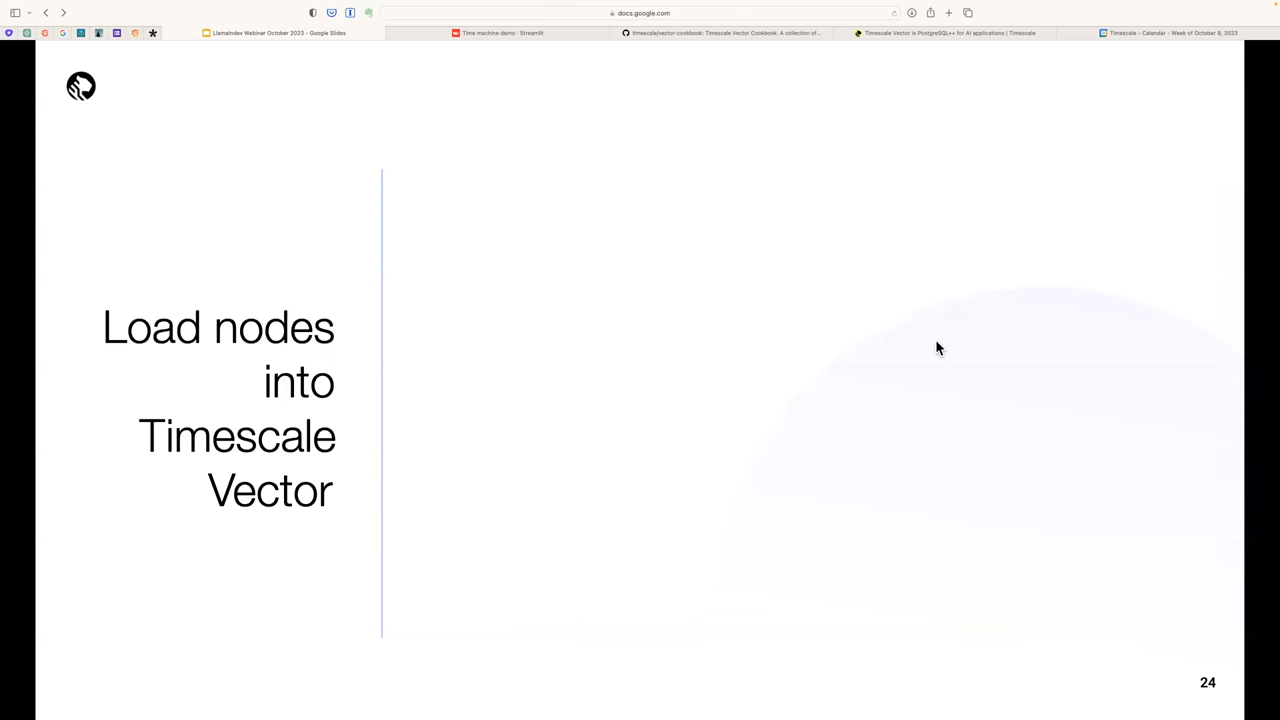 docs.google.com
LlamaIndex Webinar October 2023 - Google Slides
Time machine demo · Streamlit
timescale/vector-cookbook: Timescale Vector Cookbook. A collection of...
Timescale Vector is PostgreSQL++ for AI applications | Timescale
Timescale - Calendar - Week of October 8, 2023
Load nodes
into
Timescale
Vector
24